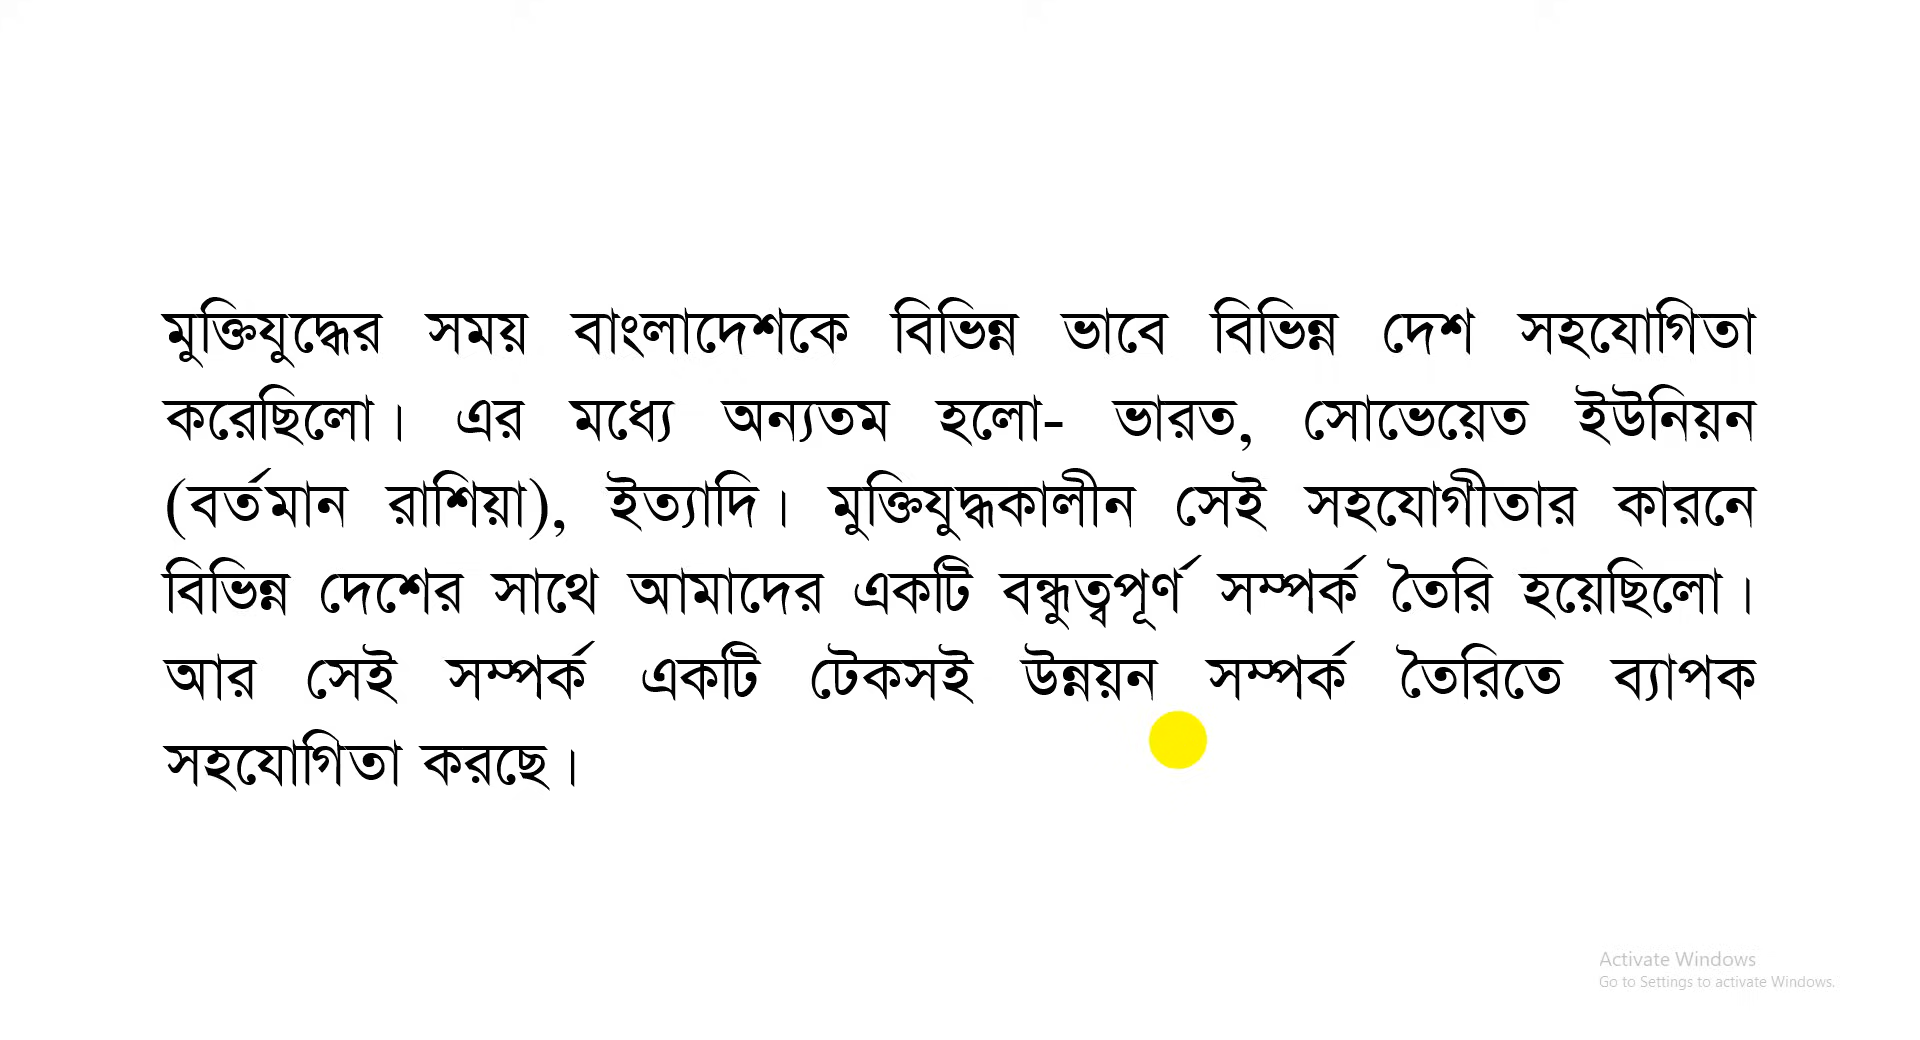 মুক্তিযুদ্ধের সময় বাংলাদেশকে বিভিন্ন ভাবে বিভিন্ন দেশ সহযোগিতা
করেছিলো। এর মধ্যে অন্যতম হলো- ভারত, সোভেয়েত ইউনিয়ন
(বর্তমান রাশিয়া), ইত্যাদি। মুক্তিযুদ্ধকালীন সেই সহযোগীতার কারনে
বিভিন্ন দেশের সাথে আমাদের একটি বন্ধুত্বপূর্ণ সম্পর্ক তৈরি হয়েছিলো।
আর সেই সম্পর্ক একটি টেকসই উন্নয়ন সম্পর্ক তৈরিতে ব্যাপক
সহযোগিতা করছে।
Activate Windows
Go to Settings to activate Windows.